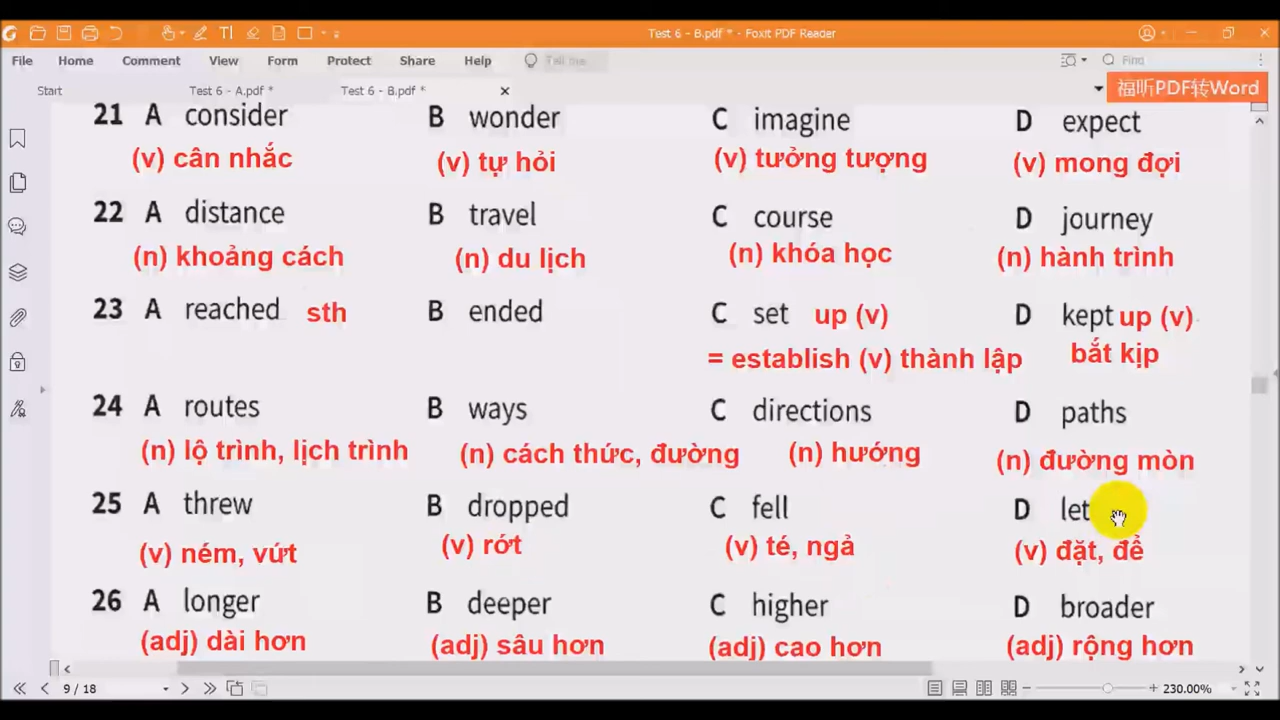 Test 6 - B.pdf * - Foxit PDF Reader
File Home Comment View Form Protect Share Help Tell me Find
Start Test 6 - A.pdf * Test 6 - B.pdf * 福昕PDF转Word
21 A consider B wonder C imagine D expect
(v) cân nhắc (v) tự hỏi (v) tưởng tượng (v) mong đợi
22 A distance B travel C course D journey
(n) khoảng cách (n) du lịch (n) khóa học (n) hành trình
23 A reached sth B ended C set up (v) D kept up (v)
= establish (v) thành lập bắt kịp
24 A routes B ways C directions D paths
(n) lộ trình, lịch trình (n) cách thức, đường (n) hướng (n) đường mòn
25 A threw B dropped C fell D let
(v) ném, vứt (v) rớt (v) té, ngả (v) đặt, để
26 A longer B deeper C higher D broader
(adj) dài hơn (adj) sâu hơn (adj) cao hơn (adj) rộng hơn
9 / 18 230.00%